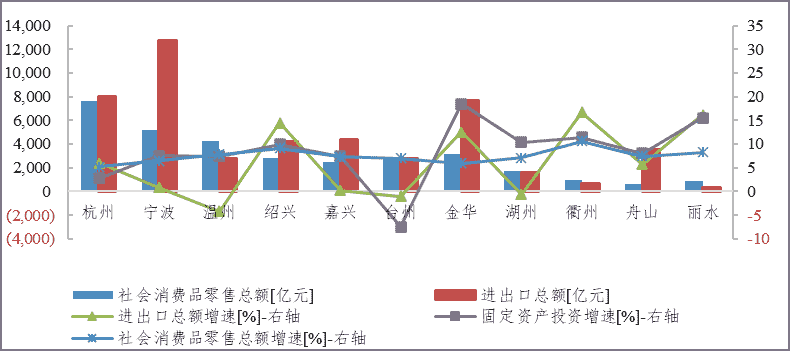 14,000 35
12,000 30
10,000 25
8,000 20
6,000 15
4,000 10
2,000 5
0 0
(2,000) -5
(4,000) -10
杭州 宁波 温州 绍兴 嘉兴 台州 金华 湖州 衢州 舟山 丽水
社会消费品零售总额[亿元] 进出口总额[亿元]
进出口总额增速[%]-右轴 固定资产投资增速[%]-右轴
社会消费品零售总额增速[%]-右轴